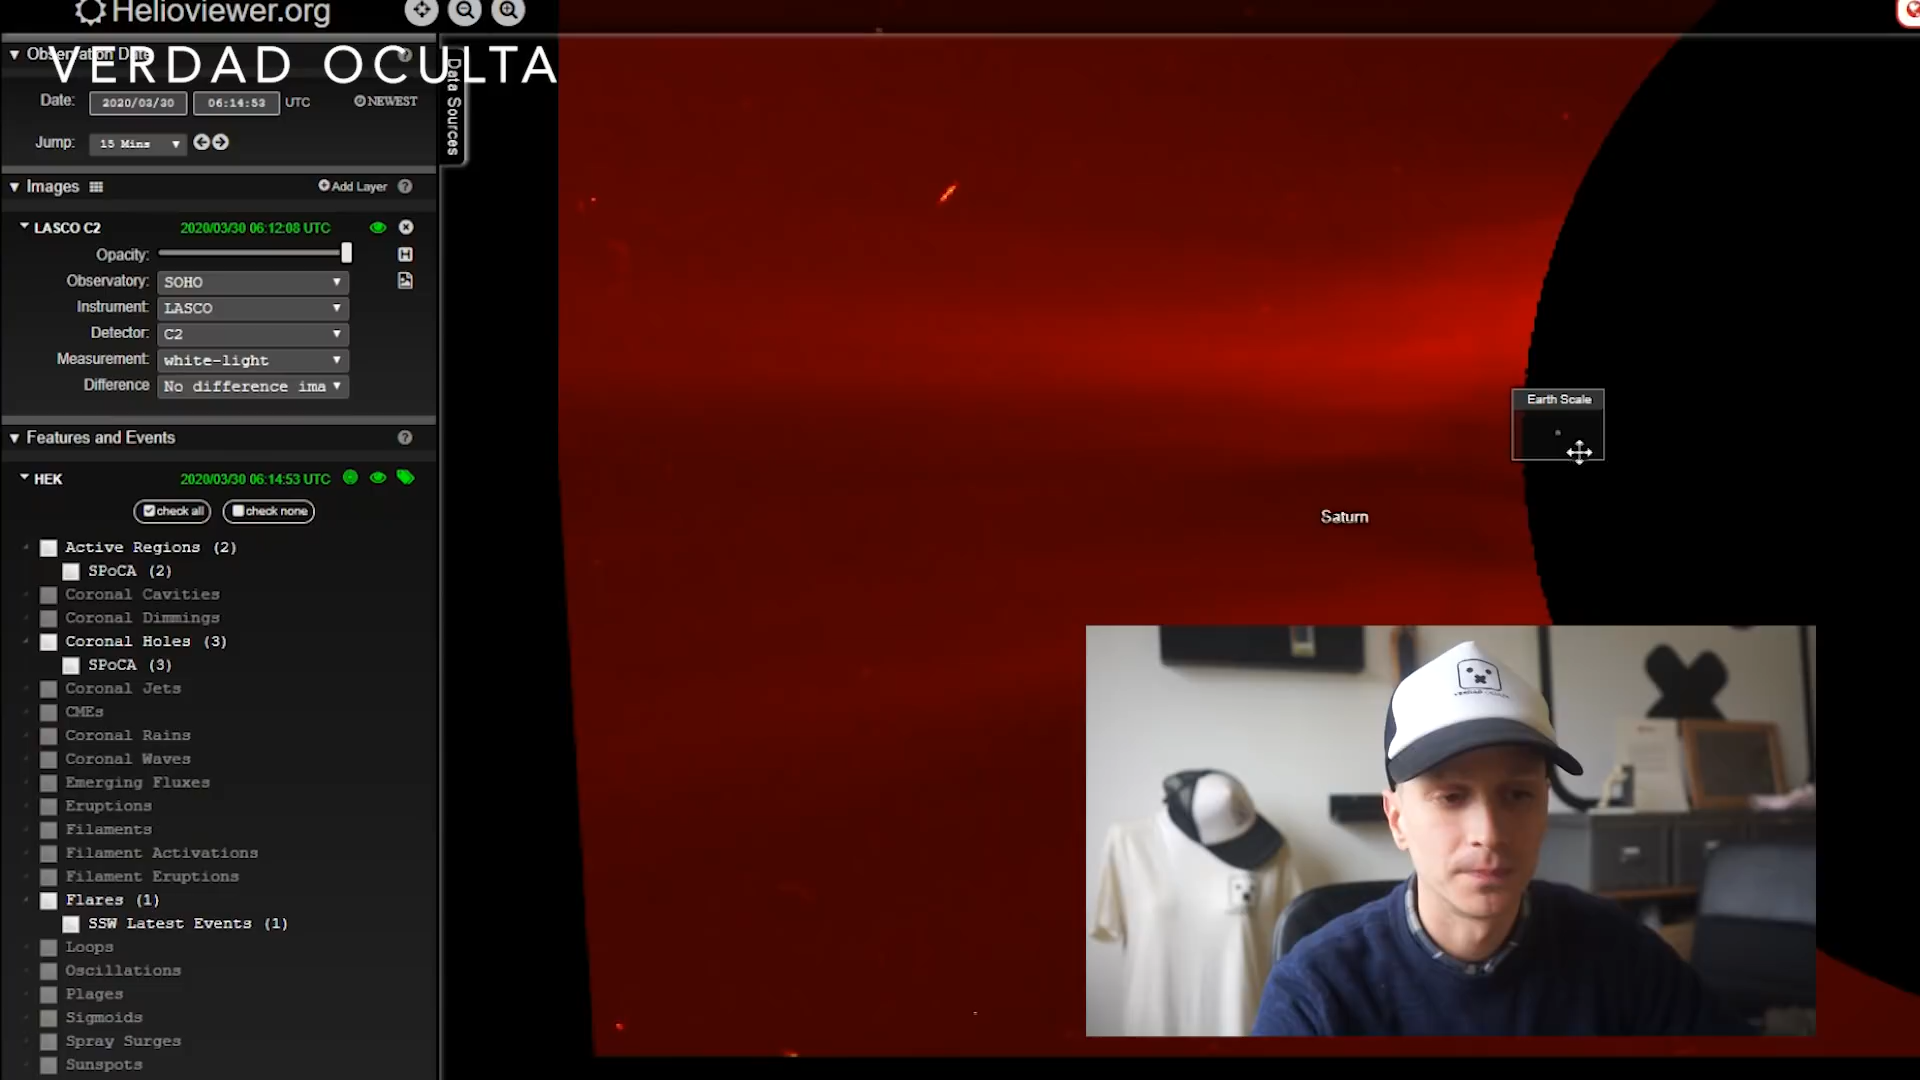 Helioviewer.org
Observation Date
VERDAD OCULTA
Date: 2020/03/30 06:14:53 UTC NEWEST
Jump: 15 Mins
Data Sources
Images Add Layer
LASCO C2 2020/03/30 06:12:08 UTC
Opacity:
Observatory: SOHO
Instrument: LASCO
Detector: C2
Measurement: white-light
Difference No difference ima
Features and Events
HEK 2020/03/30 06:14:53 UTC
check all check none
Active Regions (2)
SPoCA (2)
Coronal Cavities
Coronal Dimmings
Coronal Holes (3)
SPoCA (3)
Coronal Jets
CMEs
Coronal Rains
Coronal Waves
Emerging Fluxes
Eruptions
Filaments
Filament Activations
Filament Eruptions
Flares (1)
SSW Latest Events (1)
Loops
Oscillations
Plages
Sigmoids
Spray Surges
Sunspots
Earth Scale
Saturn